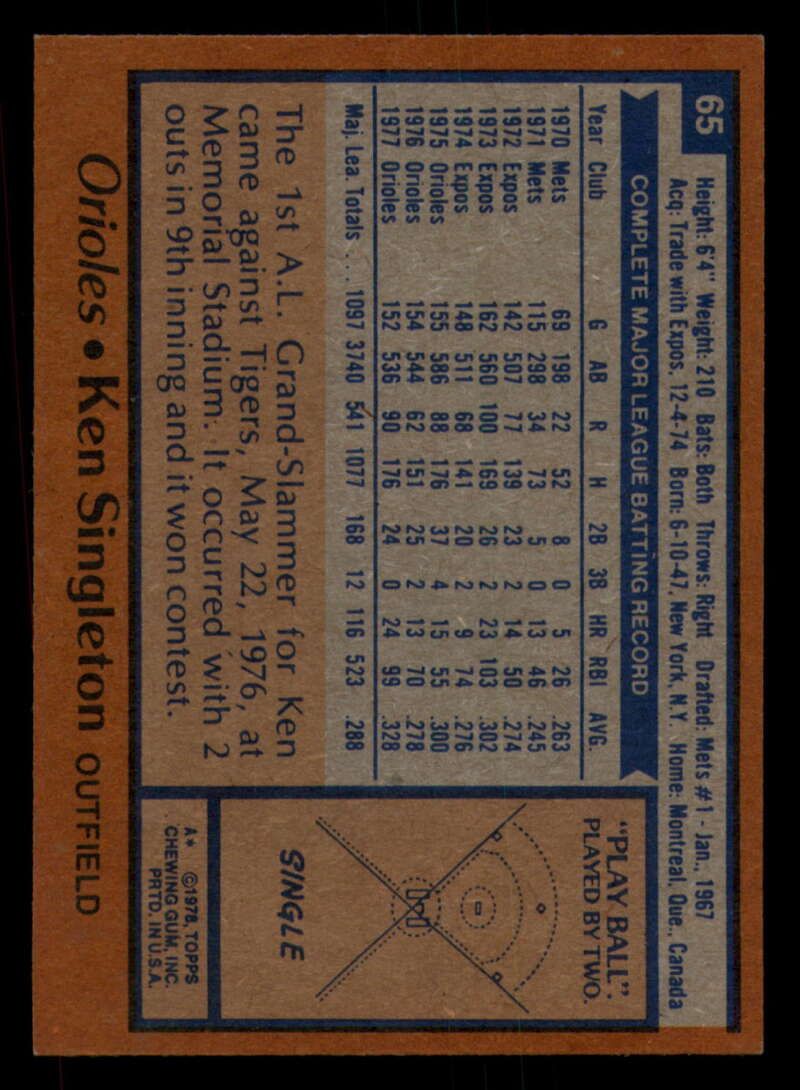 65
Height: 6'4" Weight: 210 Bats: Both Throws: Right Drafted: Mets #1 - Jan., 1967
Acq: Trade with Expos, 12-4-74 Born: 6-10-47, New York, N.Y. Home: Montreal, Que., Canada
COMPLETE MAJOR LEAGUE BATTING RECORD
Year Club G AB R H 2B 3B HR RBI AVG.
1970 Mets 69 198 22 52 8 0 5 26 .263
1971 Mets 115 298 34 73 5 0 13 46 .245
1972 Expos 142 507 77 139 23 2 14 50 .274
1973 Expos 162 560 100 169 26 2 23 103 .302
1974 Expos 148 511 68 141 20 2 9 74 .276
1975 Orioles 155 586 88 176 37 4 15 55 .300
1976 Orioles 154 544 62 151 25 2 13 70 .278
1977 Orioles 152 536 90 176 24 0 24 99 .328
Maj. Lea. Totals ... 1097 3740 541 1077 168 12 116 523 .288
The 1st A.L. Grand-Slammer for Ken
came against Tigers, May 22, 1976, at
Memorial Stadium. It occurred with 2
outs in 9th inning and it won contest.
"PLAY BALL"
PLAYED BY TWO.
SINGLE
A* ©1978, TOPPS
CHEWING GUM, INC.
PRTD. IN U.S.A.
Orioles • Ken Singleton OUTFIELD